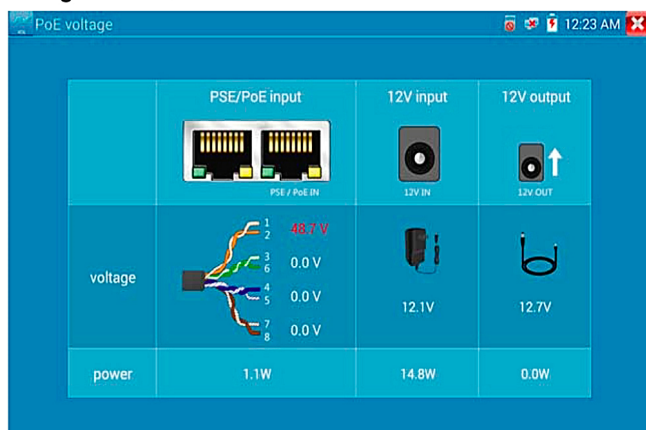 PoE voltage
12:23 AM
PSE/PoE input
12V input
12V output
PSE / PoE IN
12V IN
12V OUT
voltage
1
2
-48.7 V
3
6
0.0 V
4
5
0.0 V
7
8
0.0 V
12.1V
12.7V
power
1.1W
14.8W
0.0W